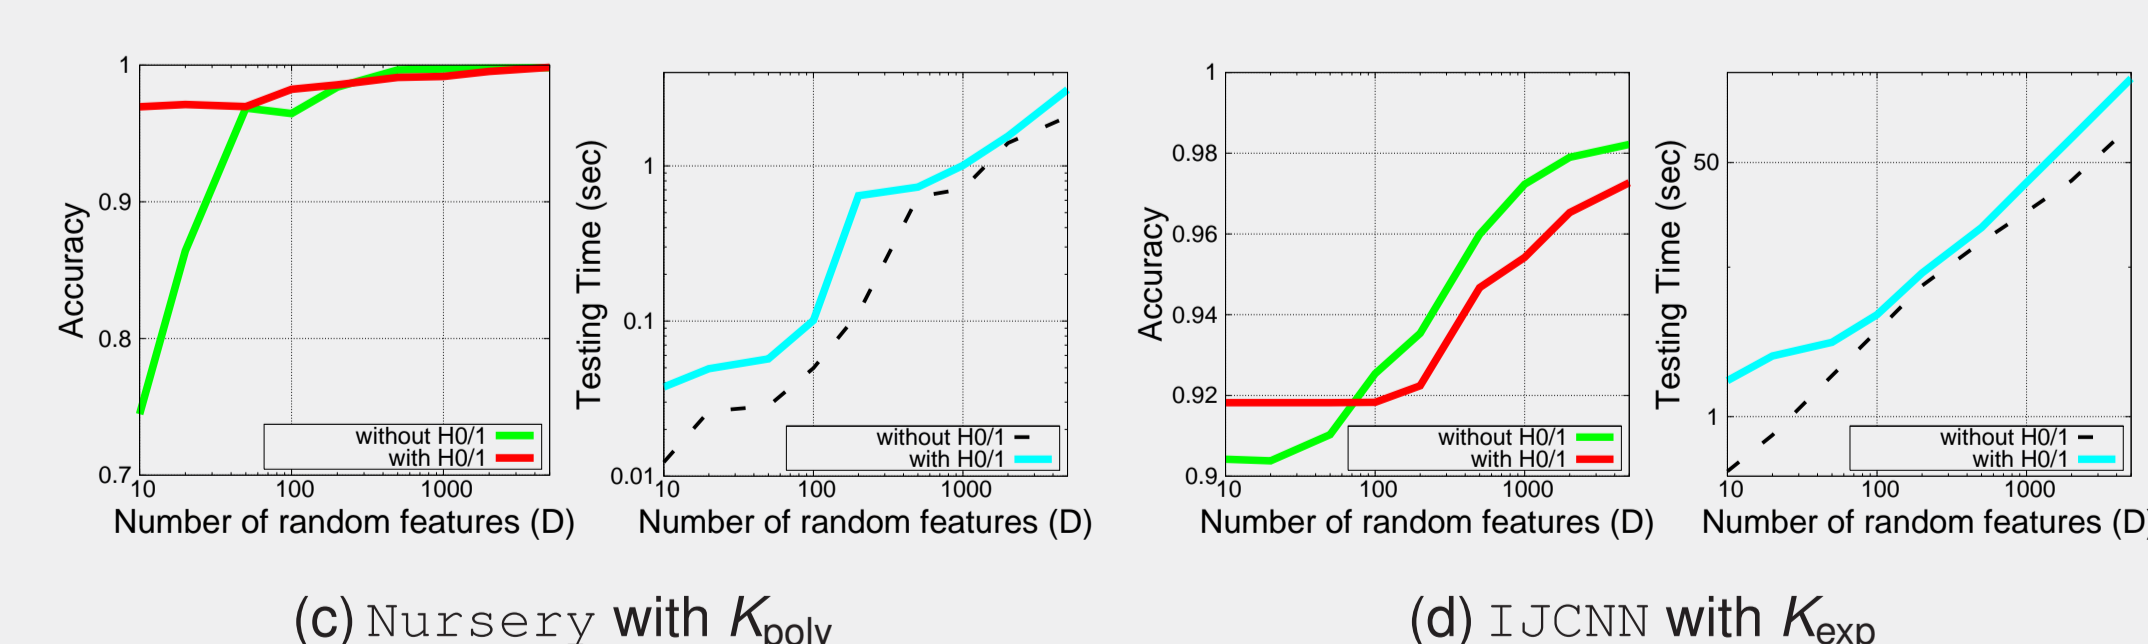 1
0.9
0.8
0.7
Accuracy
without H0/1
with H0/1
10 100 1000
Number of random features (D)
1
0.1
0.01
Testing Time (sec)
without H0/1
with H0/1
10 100 1000
Number of random features (D)
(c) Nursery with Kpoly
1
0.98
0.96
0.94
0.92
0.9
Accuracy
without H0/1
with H0/1
10 100 1000
Number of random features (D)
50
1
Testing Time (sec)
without H0/1
with H0/1
10 100 1000
Number of random features (D)
(d) IJCNN with Kexp